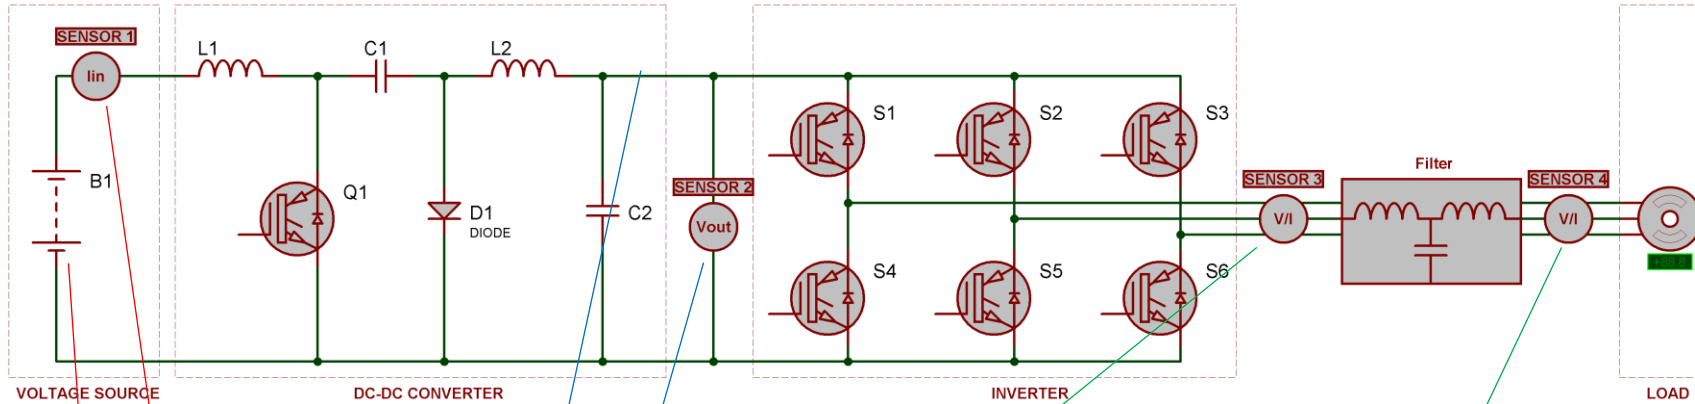 SENSOR 1
Iin
L1
C1
L2
B1
Q1
D1
DIODE
C2
SENSOR 2
Vout
S1
S2
S3
S4
S5
S6
SENSOR 3
V/I
Filter
SENSOR 4
V/I
VOLTAGE SOURCE
DC-DC CONVERTER
INVERTER
LOAD